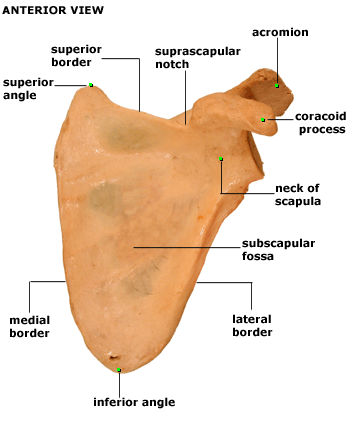 ANTERIOR VIEW
acromion
superior
border
suprascapular
notch
superior
angle
coracoid
process
neck of
scapula
subscapular
fossa
medial
border
lateral
border
inferior angle